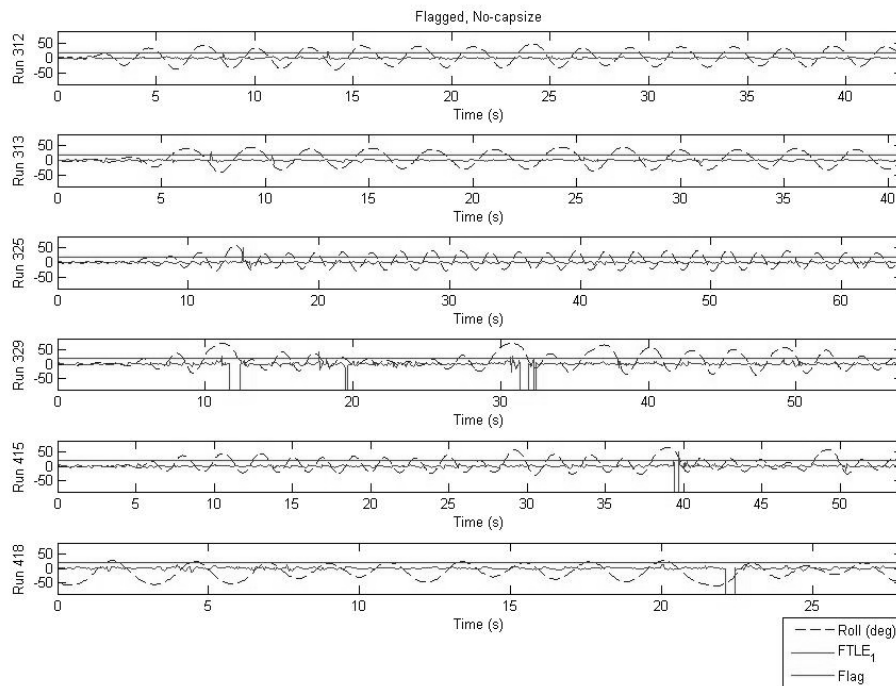 Flagged, No-capsize
Run 312
50
0
-50
0 5 10 15 20 25 30 35 40
Time (s)
Run 313
50
0
-50
0 5 10 15 20 25 30 35 40
Time (s)
Run 325
50
0
-50
0 10 20 30 40 50 60
Time (s)
Run 329
50
0
-50
0 10 20 30 40 50
Time (s)
Run 415
50
0
-50
0 5 10 15 20 25 30 35 40 45 50
Time (s)
Run 418
50
0
-50
0 5 10 15 20 25
Time (s)
Roll (deg)
FTLE₁
Flag